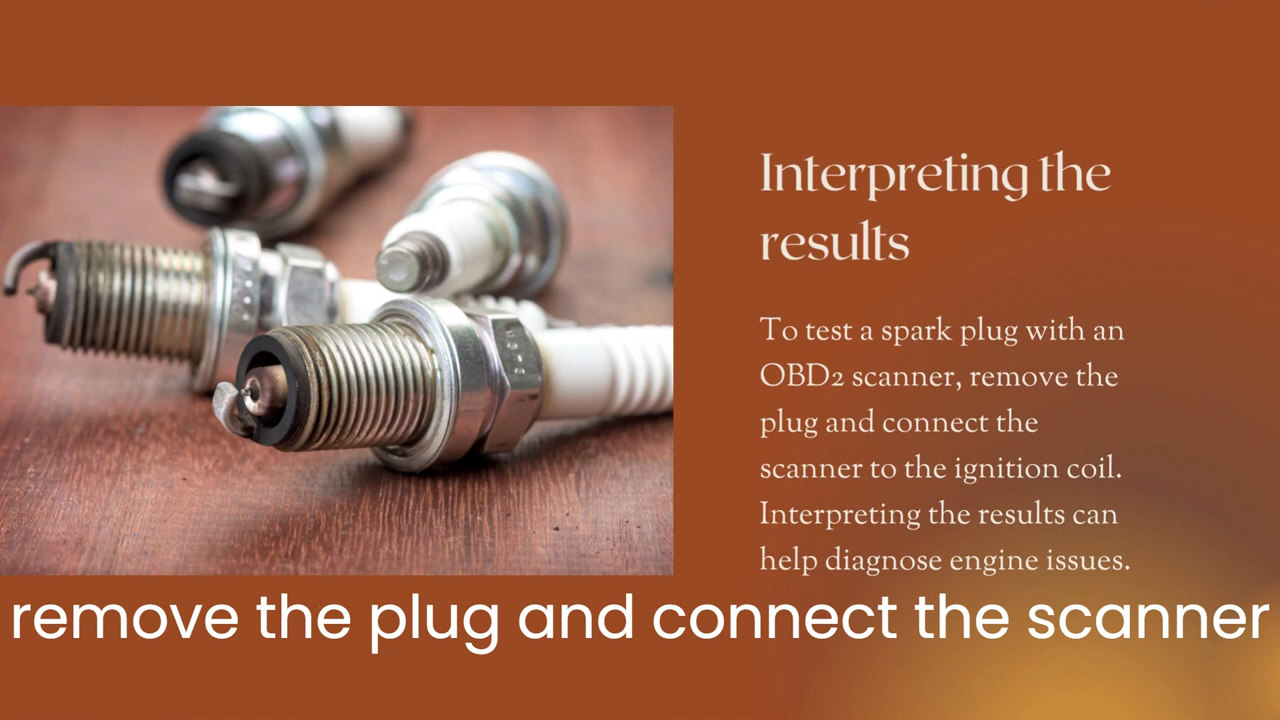 Interpreting the
results
To test a spark plug with an
OBD2 scanner, remove the
plug and connect the
scanner to the ignition coil.
Interpreting the results can
help diagnose engine issues.
remove the plug and connect the scanner